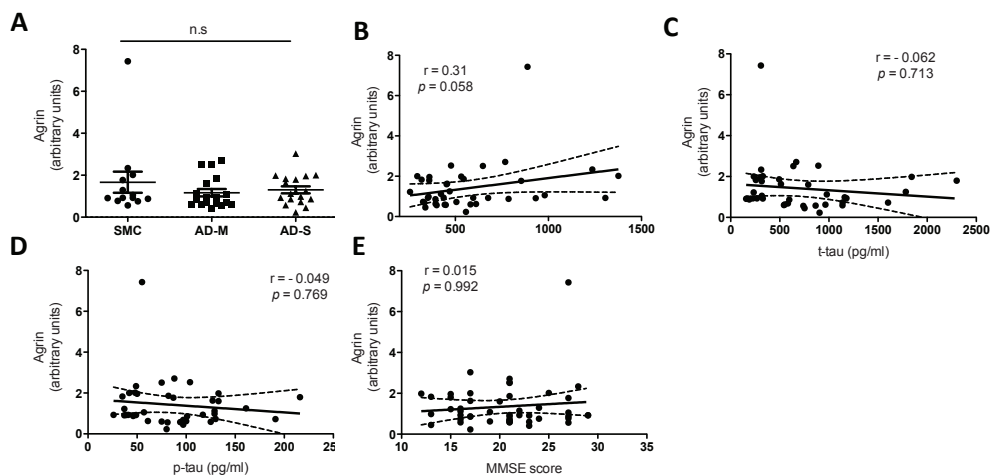 A
n.s
Agrin
(arbitrary units)
8
6
4
2
0
SMC
AD-M
AD-S
B
r = 0.31
p = 0.058
Agrin
(arbitrary units)
8
6
4
2
0
500
1000
1500
C
r = - 0.062
p = 0.713
Agrin
(arbitrary units)
8
6
4
2
0
0
500
1000
1500
2000
2500
t-tau (pg/ml)
D
r = - 0.049
p = 0.769
Agrin
(arbitrary units)
8
6
4
2
0
0
50
100
150
200
25
p-tau (pg/ml)
E
r = 0.015
p = 0.992
Agrin
(arbitrary units)
8
6
4
2
0
10
15
20
25
30
35
MMSE score